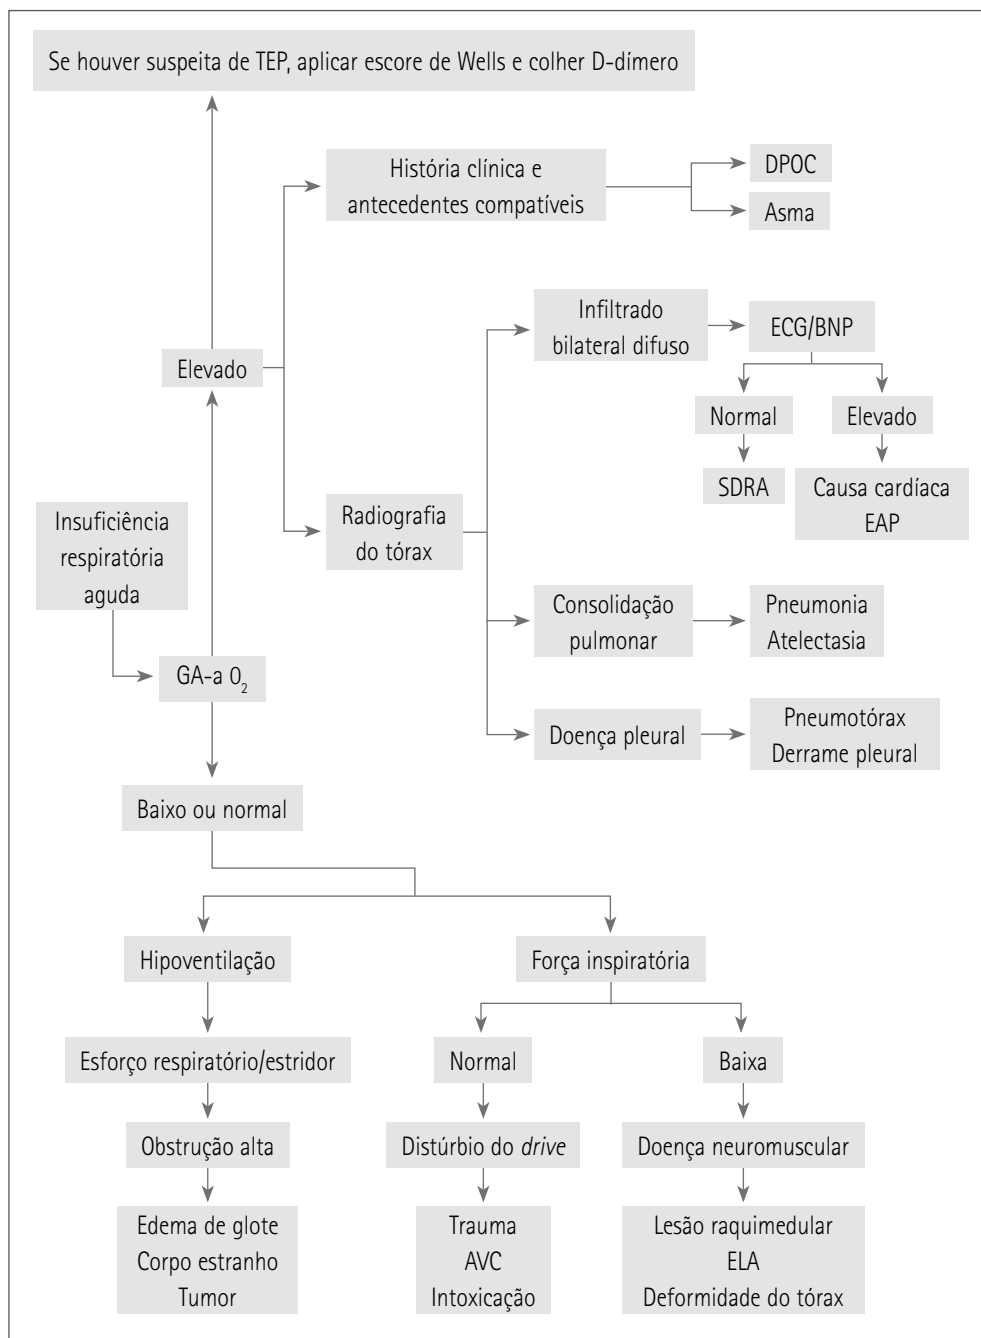 Se houver suspeita de TEP, aplicar escore de Wells e colher D-dímero
História clínica e
antecedentes compatíveis
DPOC
Asma
Elevado
Infiltrado
bilateral difuso
ECG/BNP
Normal
Elevado
SDRA
Causa cardíaca
EAP
Radiografia
do tórax
Insuficiência
respiratória
aguda
Consolidação
pulmonar
Pneumonia
Atelectasia
GA-a O₂
Doença pleural
Pneumotórax
Derrame pleural
Baixo ou normal
Hipoventilação
Força inspiratória
Esforço respiratório/estridor
Normal
Baixa
Obstrução alta
Distúrbio do drive
Doença neuromuscular
Edema de glote
Corpo estranho
Tumor
Trauma
AVC
Intoxicação
Lesão raquimedular
ELA
Deformidade do tórax